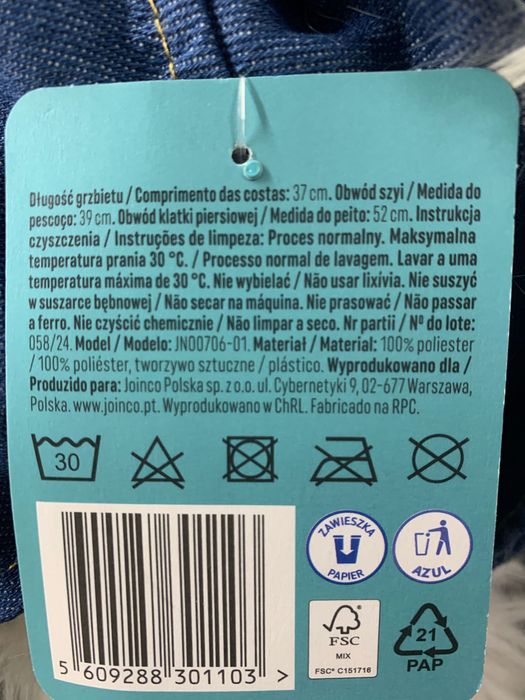 Długość grzbietu / Comprimento das costas: 37 cm. Obwód szyi / Medida do
pescoço: 39 cm. Obwód klatki piersiowej / Medida do peito: 52 cm. Instrukcja
czyszczenia / Instruções de limpeza: Proces normalny. Maksymalna
temperatura prania 30 °C. / Processo normal de lavagem. Lavar a uma
temperatura máxima de 30 °C. Nie wybielać / Não usar lixívia. Nie suszyć
w suszarce bębnowej / Não secar na máquina. Nie prasować / Não passar
a ferro. Nie czyścić chemicznie / Não limpar a seco. Nr partii / Nº do lote:
058/24. Model / Modelo: JN00706-01. Materiał / Material: 100% poliester
/ 100% poliéster, tworzywo sztuczne / plástico. Wyprodukowano dla /
Produzido para: Joinco Polska sp. z o.o. ul. Cybernetyki 9, 02-677 Warszawa,
Polska. www.joinco.pt. Wyprodukowano w ChRL. Fabricado na RPC.
30
ZAWIESZKA
PAPIER
AZUL
FSC
MIX
FSC® C151716
21
PAP
5 609288 301103 >